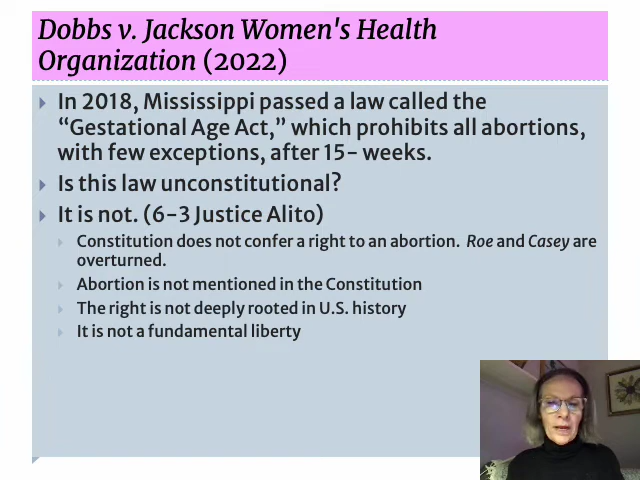 Dobbs v. Jackson Women's Health
Organization (2022)
In 2018, Mississippi passed a law called the
“Gestational Age Act,” which prohibits all abortions,
with few exceptions, after 15- weeks.
Is this law unconstitutional?
It is not. (6-3 Justice Alito)
Constitution does not confer a right to an abortion. Roe and Casey are
overturned.
Abortion is not mentioned in the Constitution
The right is not deeply rooted in U.S. history
It is not a fundamental liberty